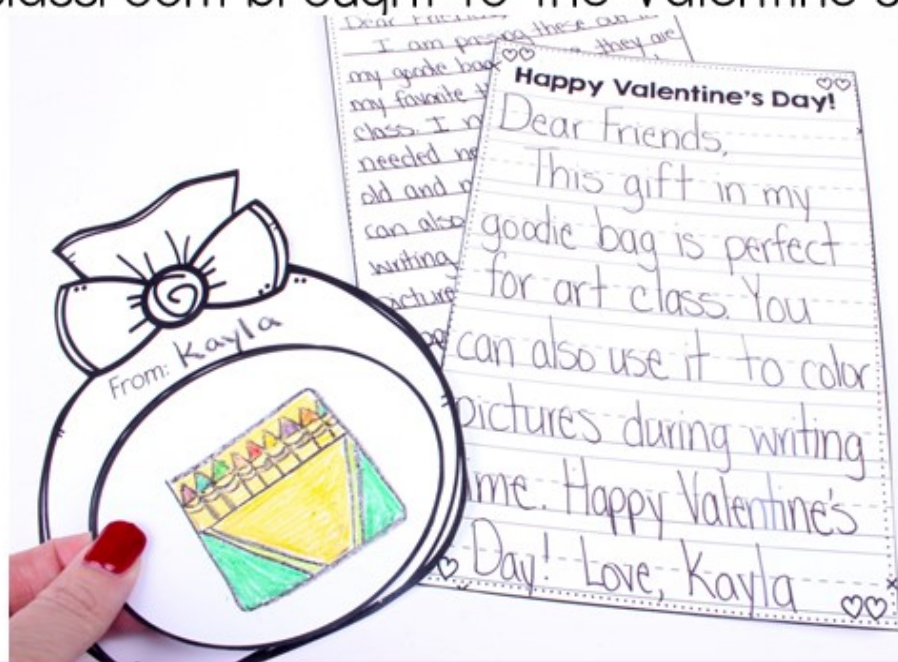 brought to the Valentine's
Dear Friends,
I am passing these out in
my goodie bag they are
my favorite
class. I
needed
old and
can also
writing
Happy Valentine's Day!
Dear Friends,
This gift in my
goodie bag is perfect
for art class. You
can also use it to color
pictures during writing
ime. Happy Valentine's
Day! Love, Kayla
From: Kayla